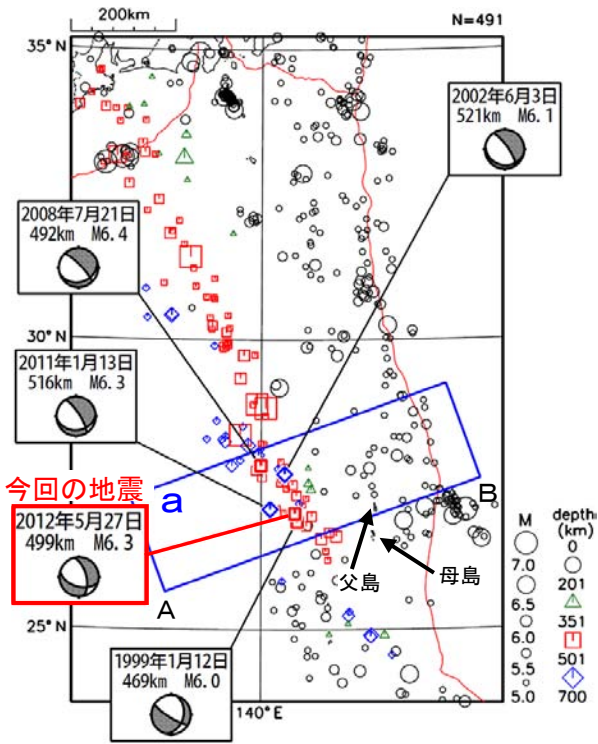 200km
N=491
35°N
2002年6月3日
521km M6.1
2008年7月21日
492km M6.4
30°N
2011年1月13日
516km M6.3
今回の地震
2012年5月27日
499km M6.3
a
A
B
父島
母島
25°N
1999年1月12日
469km M6.0
140°E
M
7.0
6.5
6.0
5.5
5.0
depth
(km)
0
201
351
501
700